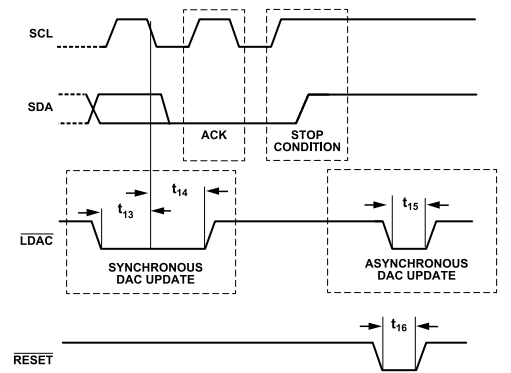 SCL
SDA
ACK
STOP
CONDITION
t13
t14
t15
LDAC
SYNCHRONOUS
DAC UPDATE
ASYNCHRONOUS
DAC UPDATE
t16
RESET